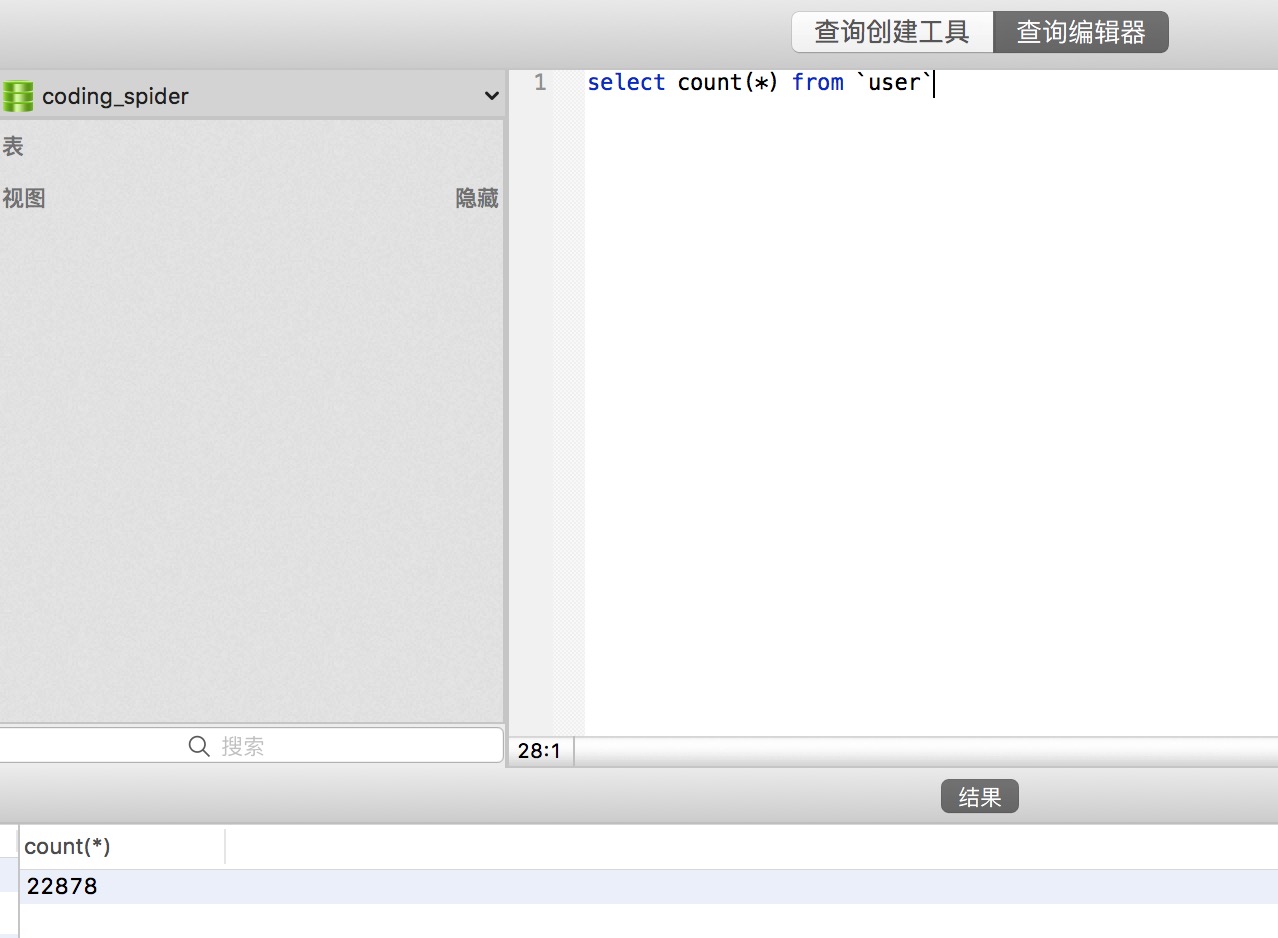 查询创建工具 查询编辑器
coding_spider
表
视图 隐藏
1 select count(*) from `user`
搜索
28:1
结果
count(*)
22878